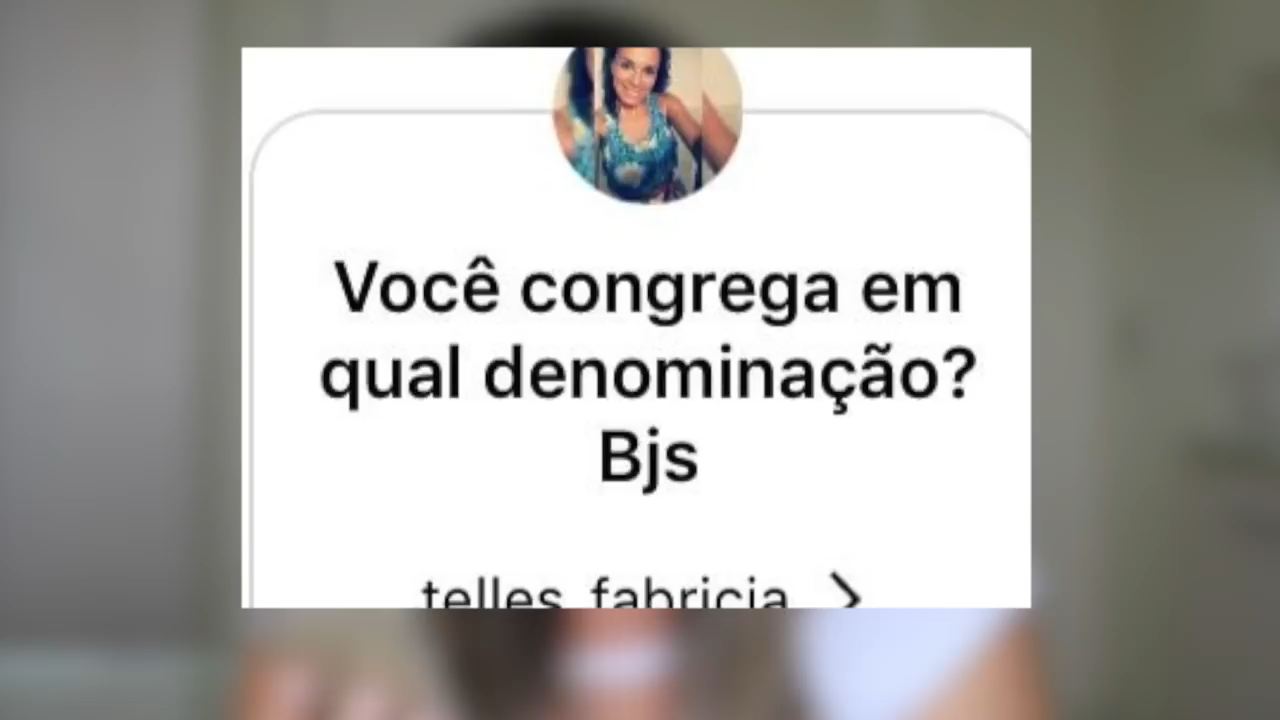 Você congrega em
qual denominação?
Bjs
telles_fabricia